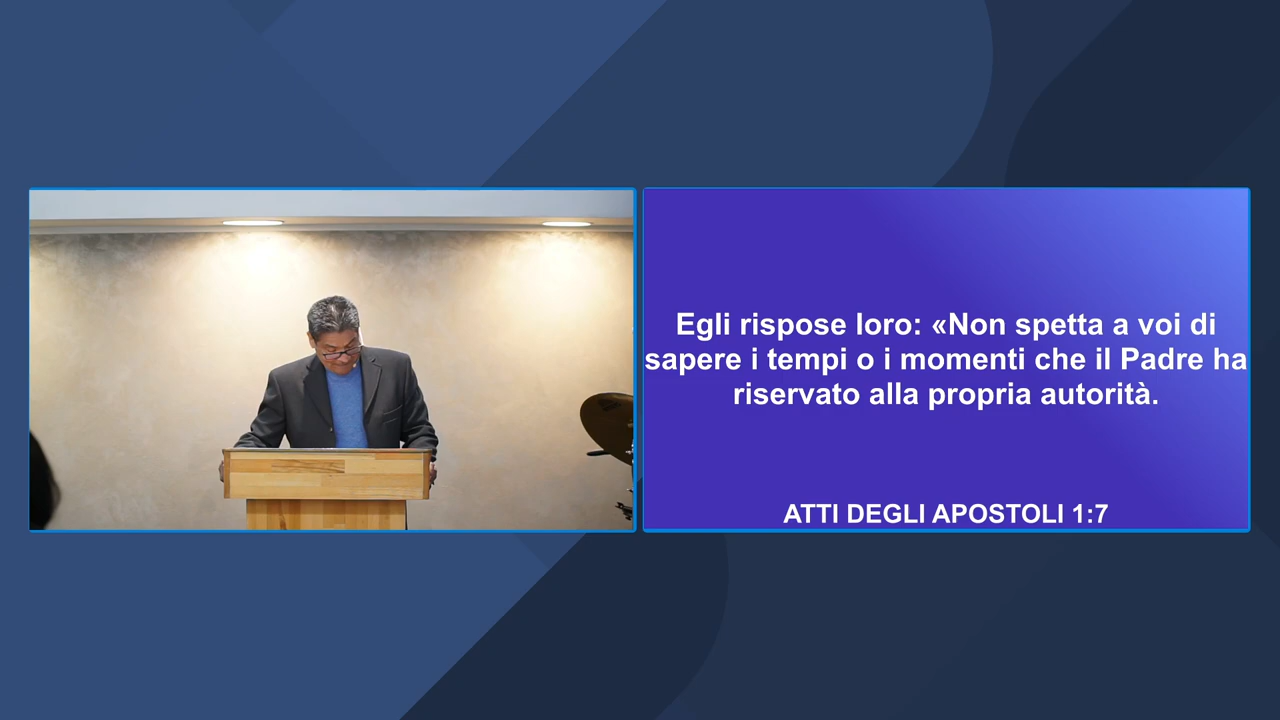 Egli rispose loro: «Non spetta a voi di
sapere i tempi o i momenti che il Padre ha
riservato alla propria autorità.
ATTI DEGLI APOSTOLI 1:7